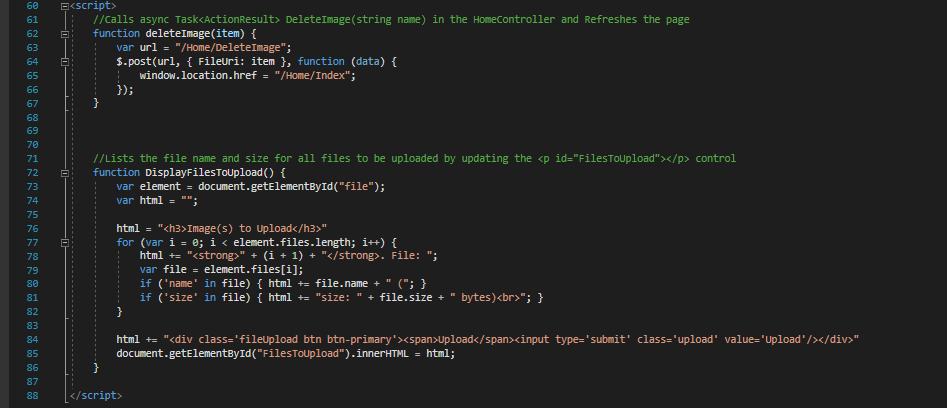 60 <script>
61 //Calls async Task<ActionResult> DeleteImage(string name) in the HomeController and Refreshes the page
62 function deleteImage(item) {
63 var url = "/Home/DeleteImage";
64 $.post(url, { FileUri: item }, function (data) {
65 window.location.href = "/Home/Index";
66 });
67 }
68
69
70
71 //Lists the file name and size for all files to be uploaded by updating the <p id="FilesToUpload"></p> control
72 function DisplayFilesToUpload() {
73 var element = document.getElementById("file");
74 var html = "";
75
76 html = "<h3>Image(s) to Upload</h3>"
77 for (var i = 0; i < element.files.length; i++) {
78 html += "<strong>" + (i + 1) + "</strong>. File: ";
79 var file = element.files[i];
80 if ('name' in file) { html += file.name + " ("; }
81 if ('size' in file) { html += "size: " + file.size + " bytes)<br>"; }
82 }
83
84 html += "<div class='fileUpload btn btn-primary'><span>Upload</span><input type='submit' class='upload' value='Upload'/></div>"
85 document.getElementById("FilesToUpload").innerHTML = html;
86 }
87
88 </script>